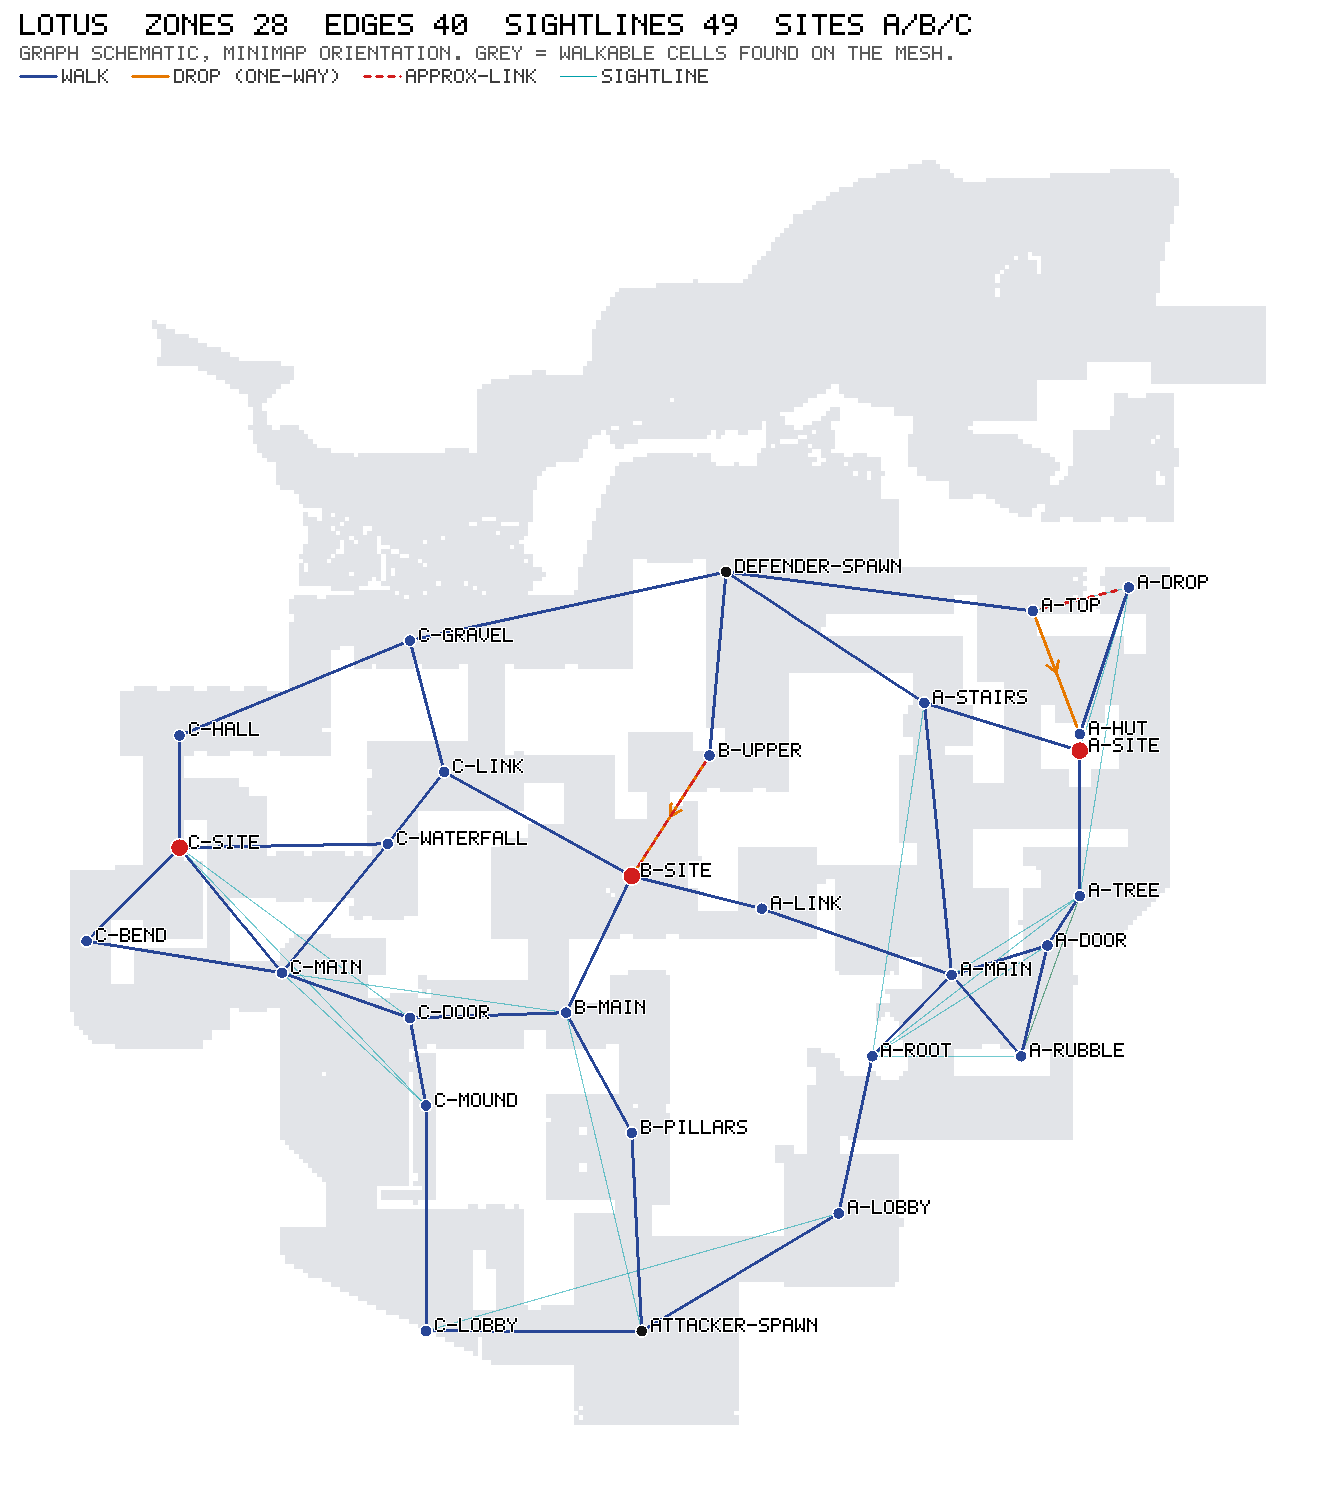 LOTUS  ZONES 28  EDGES 40  SIGHTLINES 49  SITES A/B/C
GRAPH SCHEMATIC, MINIMAP ORIENTATION. GREY = WALKABLE CELLS FOUND ON THE MESH.
WALK  DROP (ONE-WAY)  APPROX-LINK  SIGHTLINE
DEFENDER-SPAWN
A-DROP
A-TOP
C-GRAVEL
A-STAIRS
C-HALL
A-HUT
A-SITE
B-UPPER
C-LINK
C-SITE
C-WATERFALL
B-SITE
A-TREE
A-LINK
C-BEND
A-DOOR
C-MAIN
A-MAIN
B-MAIN
C-DOOR
A-ROOT
A-RUBBLE
C-MOUND
B-PILLARS
A-LOBBY
C-LOBBY
ATTACKER-SPAWN